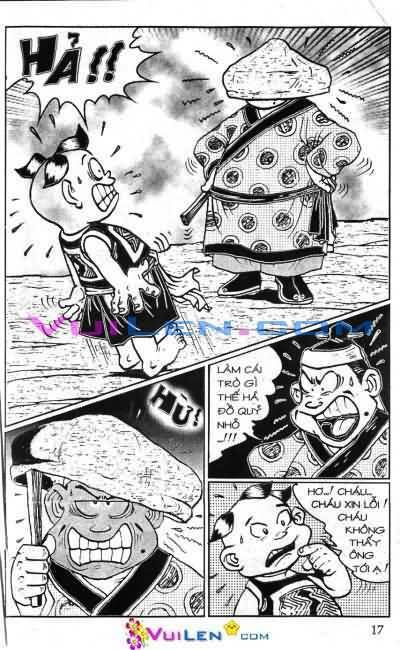 HẢ!!
VUILEN.COM
LÀM CÁI
TRÒ GÌ
THẾ HẢ
ĐỒ QUỶ
NHỎ
...!!!
HỪ!
HƠ...! CHÁU...
CHÁU XIN LỖI!
CHÁU
KHÔNG
THẤY
ÔNG
TỚI Ạ!
17
VUILEN.COM